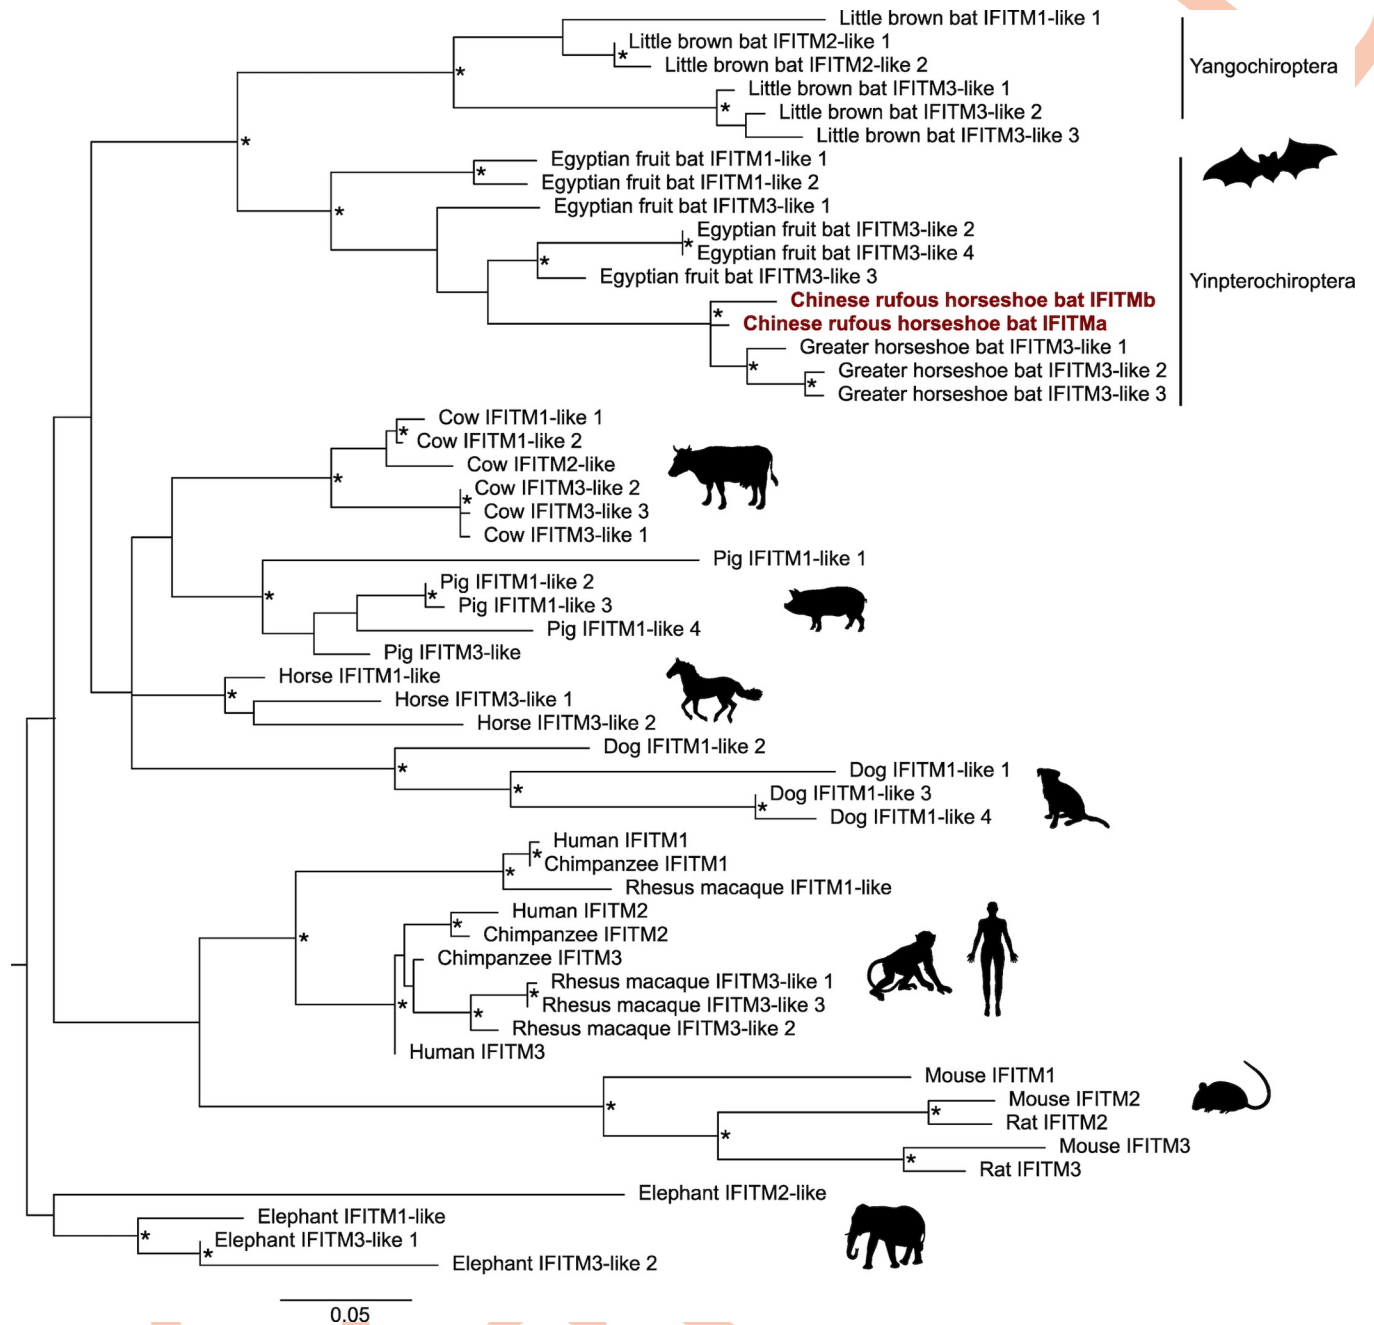 Little brown bat IFITM1-like 1
Little brown bat IFITM2-like 1
*
Little brown bat IFITM2-like 2
*
Yangochiroptera
Little brown bat IFITM3-like 1
*
Little brown bat IFITM3-like 2
Little brown bat IFITM3-like 3
*
Egyptian fruit bat IFITM1-like 1
*
Egyptian fruit bat IFITM1-like 2
*
Egyptian fruit bat IFITM3-like 1
Egyptian fruit bat IFITM3-like 2
*
Egyptian fruit bat IFITM3-like 4
*
Egyptian fruit bat IFITM3-like 3
Yinpterochiroptera
Chinese rufous horseshoe bat IFITMb
*
Chinese rufous horseshoe bat IFITMa
Greater horseshoe bat IFITM3-like 1
*
Greater horseshoe bat IFITM3-like 2
*
Greater horseshoe bat IFITM3-like 3
Cow IFITM1-like 1
*
Cow IFITM1-like 2
Cow IFITM2-like
*
Cow IFITM3-like 2
*
Cow IFITM3-like 3
Cow IFITM3-like 1
Pig IFITM1-like 1
Pig IFITM1-like 2
*
*
Pig IFITM1-like 3
Pig IFITM1-like 4
Pig IFITM3-like
Horse IFITM1-like
*
Horse IFITM3-like 1
Horse IFITM3-like 2
Dog IFITM1-like 2
*
Dog IFITM1-like 1
*
Dog IFITM1-like 3
*
Dog IFITM1-like 4
Human IFITM1
*
Chimpanzee IFITM1
*
Rhesus macaque IFITM1-like
Human IFITM2
*
Chimpanzee IFITM2
*
Chimpanzee IFITM3
Rhesus macaque IFITM3-like 1
*
Rhesus macaque IFITM3-like 3
*
*
Rhesus macaque IFITM3-like 2
Human IFITM3
Mouse IFITM1
*
Mouse IFITM2
*
Rat IFITM2
*
Mouse IFITM3
*
Rat IFITM3
Elephant IFITM2-like
Elephant IFITM1-like
*
Elephant IFITM3-like 1
*
Elephant IFITM3-like 2
0.05